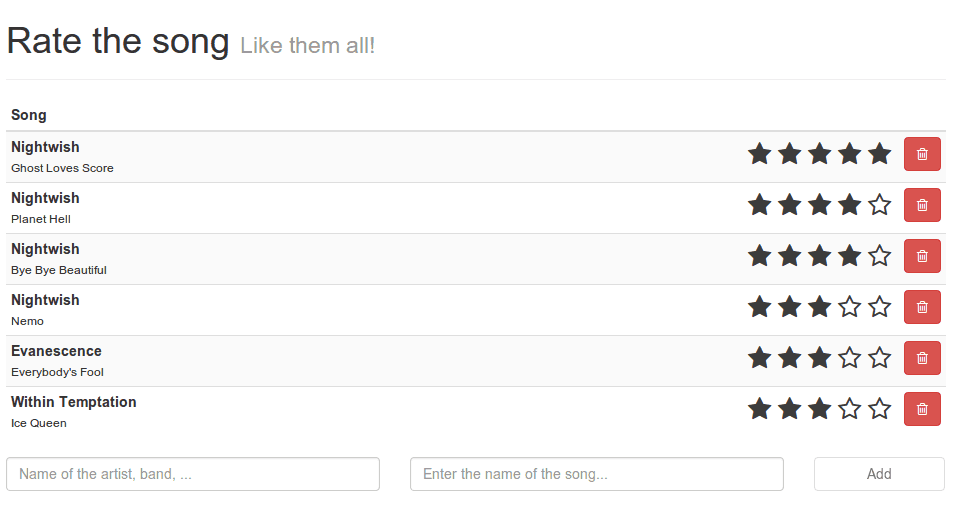 Rate the song Like them all!
Song
Nightwish
Ghost Loves Score
Nightwish
Planet Hell
Nightwish
Bye Bye Beautiful
Nightwish
Nemo
Evanescence
Everybody's Fool
Within Temptation
Ice Queen
Name of the artist, band, ... Enter the name of the song... Add